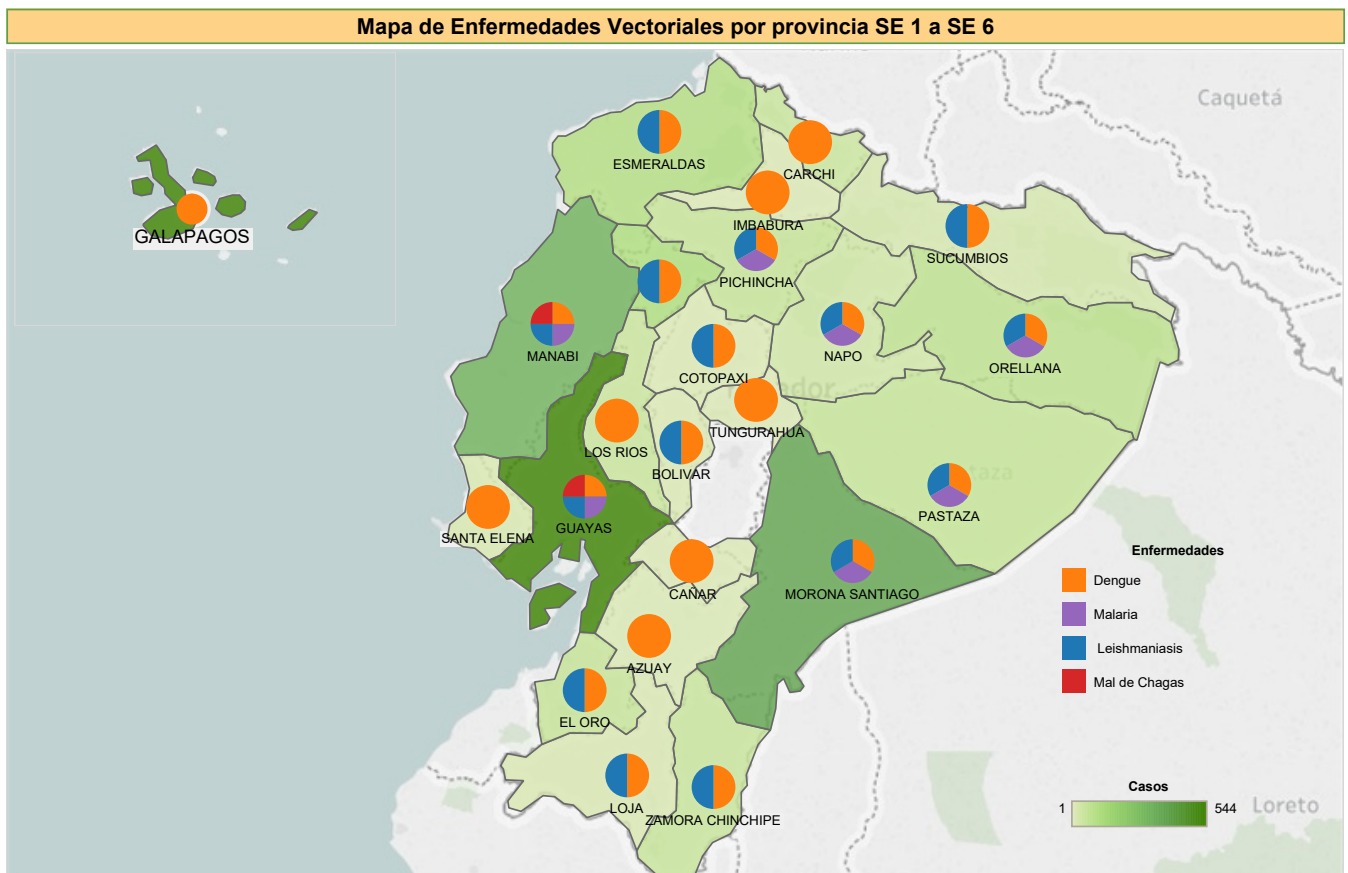 Mapa de Enfermedades Vectoriales por provincia SE 1 a SE 6
Caquetá
ESMERALDAS
CARCHI
IMBABURA
GALAPAGOS
SUCUMBIOS
PICHINCHA
MANABI
NAPO
ORELLANA
COTOPAXI
TUNGURAHUA
LOS RIOS
BOLIVAR
PASTAZA
GUAYAS
SANTA ELENA
CAÑAR
MORONA SANTIAGO
AZUAY
EL ORO
LOJA
ZAMORA CHINCHIPE
Enfermedades
Dengue
Malaria
Leishmaniasis
Mal de Chagas
Casos
1 544
Loreto